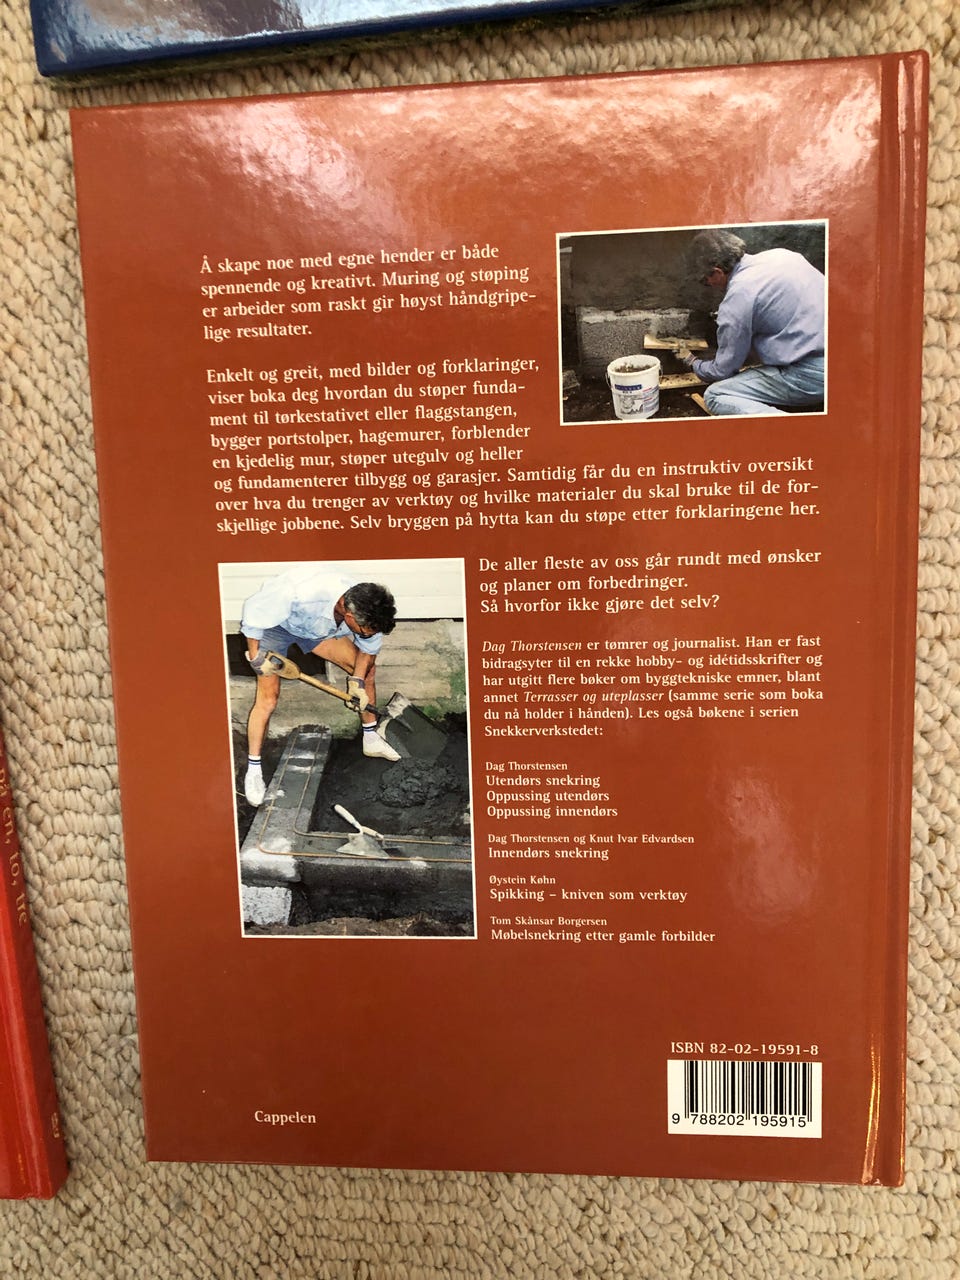 Å skape noe med egne hender er både
spennende og kreativt. Muring og støping
er arbeider som raskt gir høyst håndgripe-
lige resultater.
Enkelt og greit, med bilder og forklaringer,
viser boka deg hvordan du støper funda-
ment til tørkestativet eller flaggstangen,
bygger portstolper, hagemurer, forblender
en kjedelig mur, støper utegulv og heller
og fundamenterer tilbygg og garasjer. Samtidig får du en instruktiv oversikt
over hva du trenger av verktøy og hvilke materialer du skal bruke til de for-
skjellige jobbene. Selv bryggen på hytta kan du støpe etter forklaringene her.
De aller fleste av oss går rundt med ønsker
og planer om forbedringer.
Så hvorfor ikke gjøre det selv?
Dag Thorstensen er tømrer og journalist. Han er fast
bidragsyter til en rekke hobby- og idétidsskrifter og
har utgitt flere bøker om byggtekniske emner, blant
annet Terrasser og uteplasser (samme serie som boka
du nå holder i hånden). Les også bøkene i serien
Snekkerverkstedet:
Dag Thorstensen
Utendørs snekring
Oppussing utendørs
Oppussing innendørs
Dag Thorstensen og Knut Ivar Edvardsen
Innendørs snekring
Øystein Køhn
Spikking – kniven som verktøy
Tom Skånsar Borgersen
Møbelsnekring etter gamle forbilder
ISBN 82-02-19591-8
9 788202 195915
Cappelen
på en, to, tre